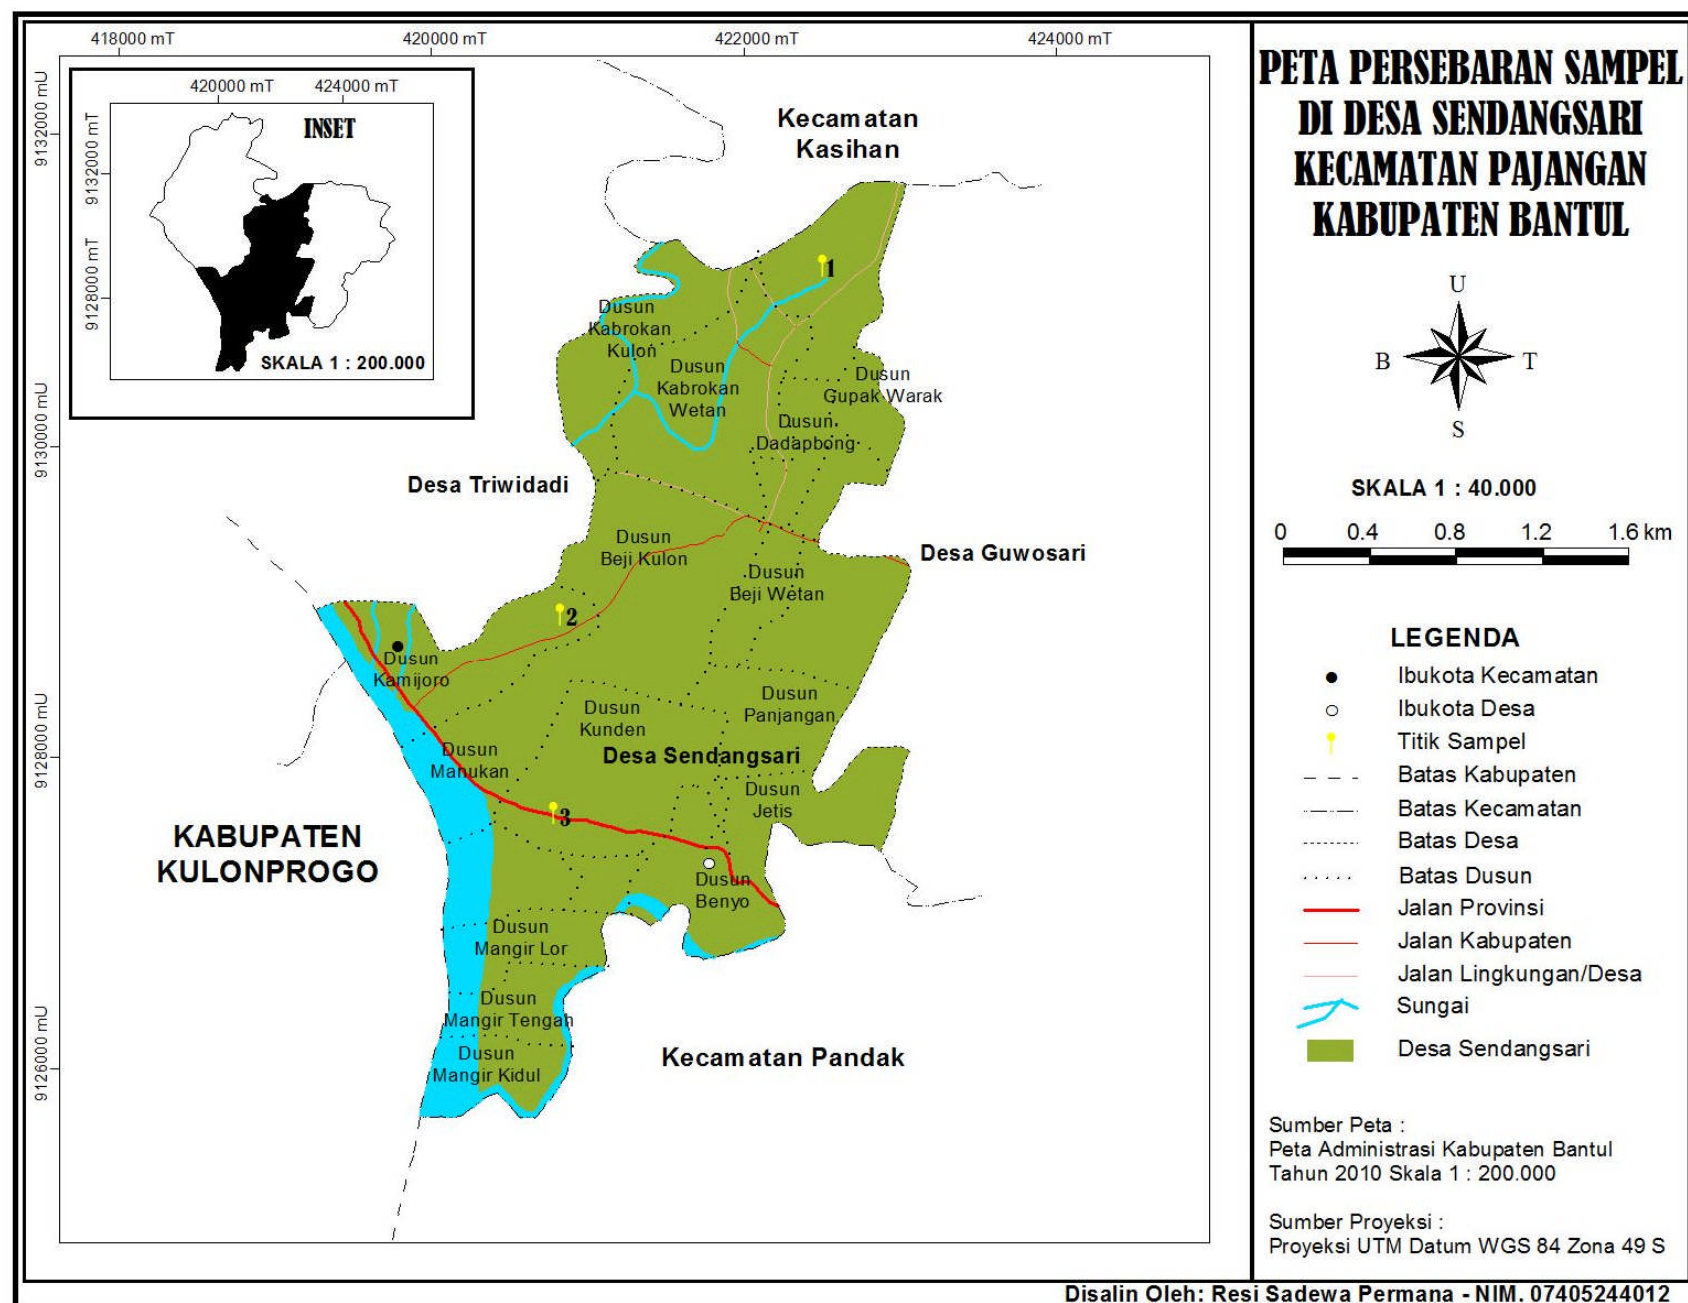 418000 mT
420000 mT
422000 mT
424000 mT
9132000 mU
9130000 mU
9128000 mU
9126000 mU
420000 mT
424000 mT
9132000 mT
9128000 mT
INSET
SKALA 1 : 200.000
Kecamatan
Kasihan
1
Dusun
Kabrokan
Kulon
Dusun
Kabrokan
Wetan
Dusun
Gupak Warak
Dusun
Dadapbong
Desa Triwidadi
Dusun
Beji Kulon
Desa Guwosari
Dusun
Beji Wetan
2
Dusun
Kamijoro
Dusun
Kunden
Dusun
Panjangan
Dusun
Manukan
Desa Sendangsari
Dusun
Jetis
3
KABUPATEN
KULONPROGO
Dusun
Benyo
Dusun
Mangir Lor
Dusun
Mangir Tengah
Dusun
Mangir Kidul
Kecamatan Pandak
PETA PERSEBARAN SAMPEL
DI DESA SENDANGSARI
KECAMATAN PAJANGAN
KABUPATEN BANTUL
U
B
T
S
SKALA 1 : 40.000
0 0.4 0.8 1.2 1.6 km
LEGENDA
Ibukota Kecamatan
Ibukota Desa
Titik Sampel
Batas Kabupaten
Batas Kecamatan
Batas Desa
Batas Dusun
Jalan Provinsi
Jalan Kabupaten
Jalan Lingkungan/Desa
Sungai
Desa Sendangsari
Sumber Peta :
Peta Administrasi Kabupaten Bantul
Tahun 2010 Skala 1 : 200.000
Sumber Proyeksi :
Proyeksi UTM Datum WGS 84 Zona 49 S
Disalin Oleh: Resi Sadewa Permana - NIM. 07405244012